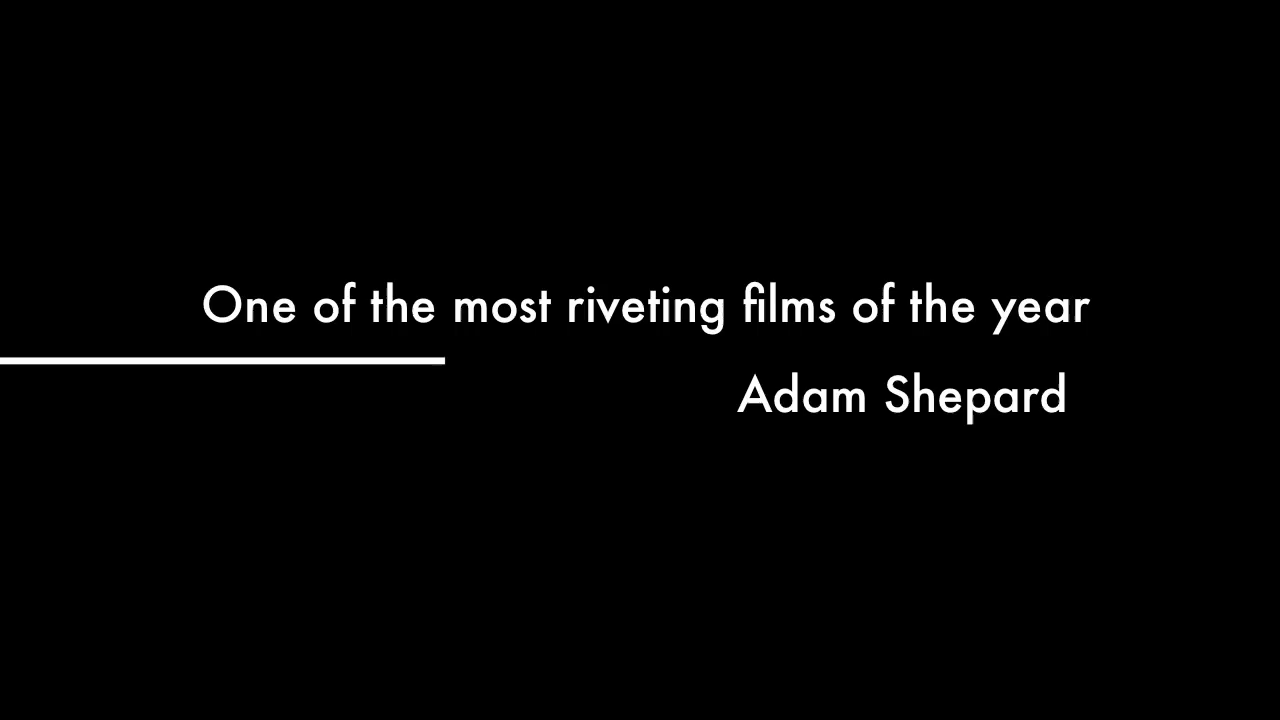 One of the most riveting films of the year
Adam Shepard